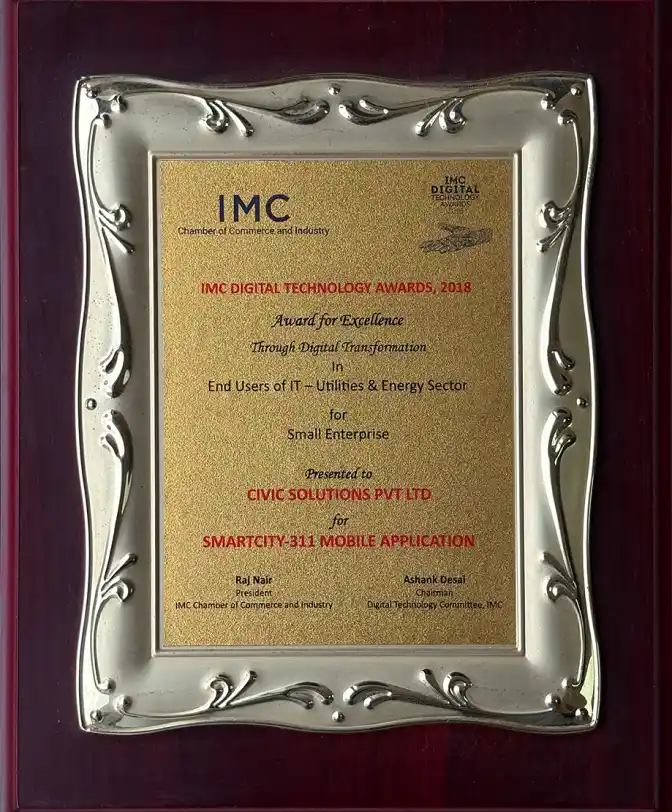 IMC
Chamber of Commerce and Industry
IMC
DIGITAL
TECHNOLOGY
AWARDS
IMC DIGITAL TECHNOLOGY AWARDS, 2018
Award for Excellence
Through Digital Transformation
In
End Users of IT – Utilities & Energy Sector
for
Small Enterprise
Presented to
CIVIC SOLUTIONS PVT LTD
for
SMARTCITY-311 MOBILE APPLICATION
Raj Nair
President
IMC Chamber of Commerce and Industry
Ashank Desai
Chairman
Digital Technology Committee, IMC